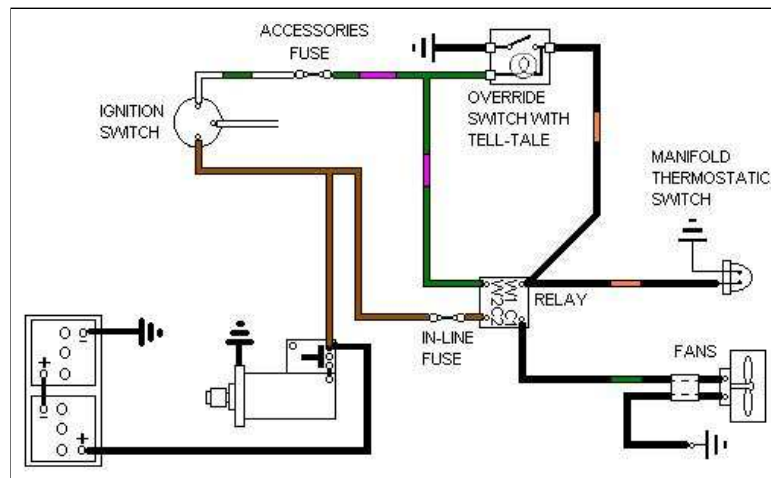 ACCESSORIES
FUSE
IGNITION
SWITCH
OVERRIDE
SWITCH WITH
TELL-TALE
MANIFOLD
THERMOSTATIC
SWITCH
W1 C1
W2 C2
RELAY
IN-LINE
FUSE
FANS
+
-
-
+